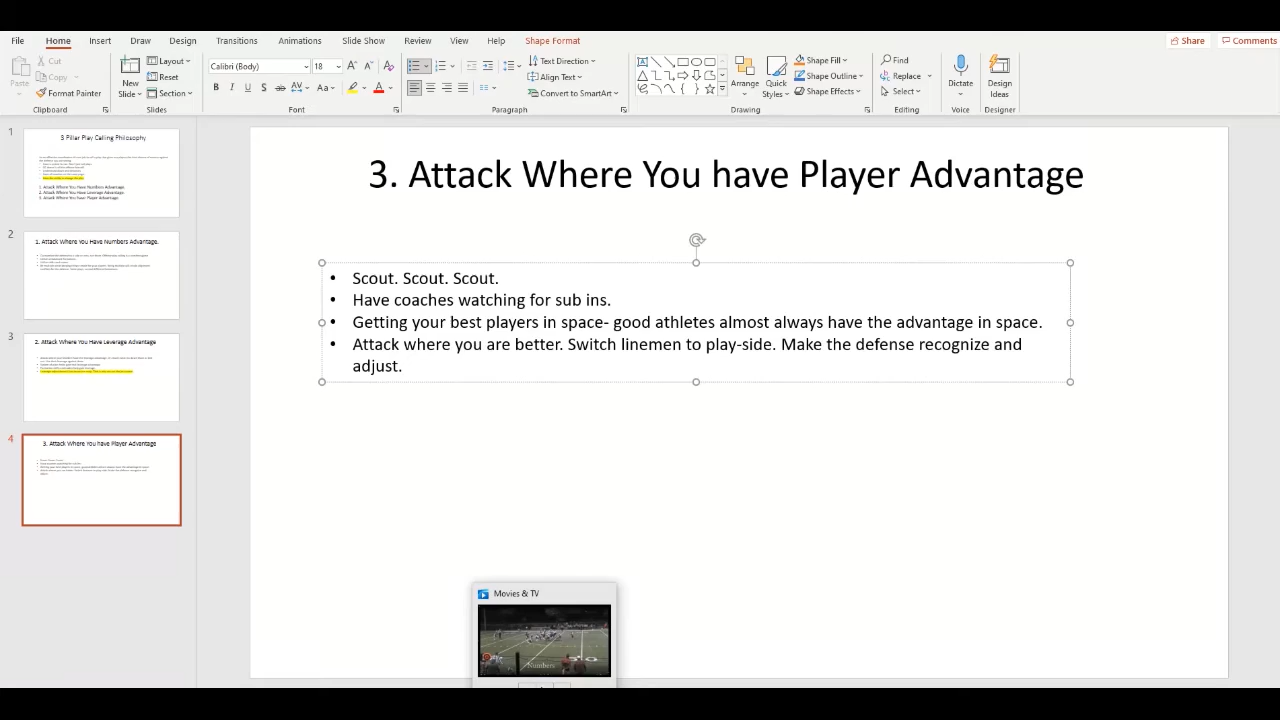 File Home Insert Draw Design Transitions Animations Slide Show Review View Help Shape Format Share Comments
Paste Cut Copy Format Painter Clipboard
New Slide Layout Reset Section Slides
Calibri (Body) 18 Font
Paragraph Text Direction Align Text Convert to SmartArt
Arrange Quick Styles Shape Fill Shape Outline Shape Effects Drawing
Find Replace Select Editing
Dictate Voice
Design Ideas Designer
1
3 Pillar Play Calling Philosophy
1. Attack Where You Have Numbers Advantage
2. Attack Where You Have Leverage Advantage
3. Attack Where You Have Player Advantage
2
1. Attack Where You Have Numbers Advantage.
3
2. Attack Where You Have Leverage Advantage
4
3. Attack Where You have Player Advantage
3. Attack Where You have Player Advantage
• Scout. Scout. Scout.
• Have coaches watching for sub ins.
• Getting your best players in space- good athletes almost always have the advantage in space.
• Attack where you are better. Switch linemen to play-side. Make the defense recognize and
adjust.
Movies & TV
Numbers